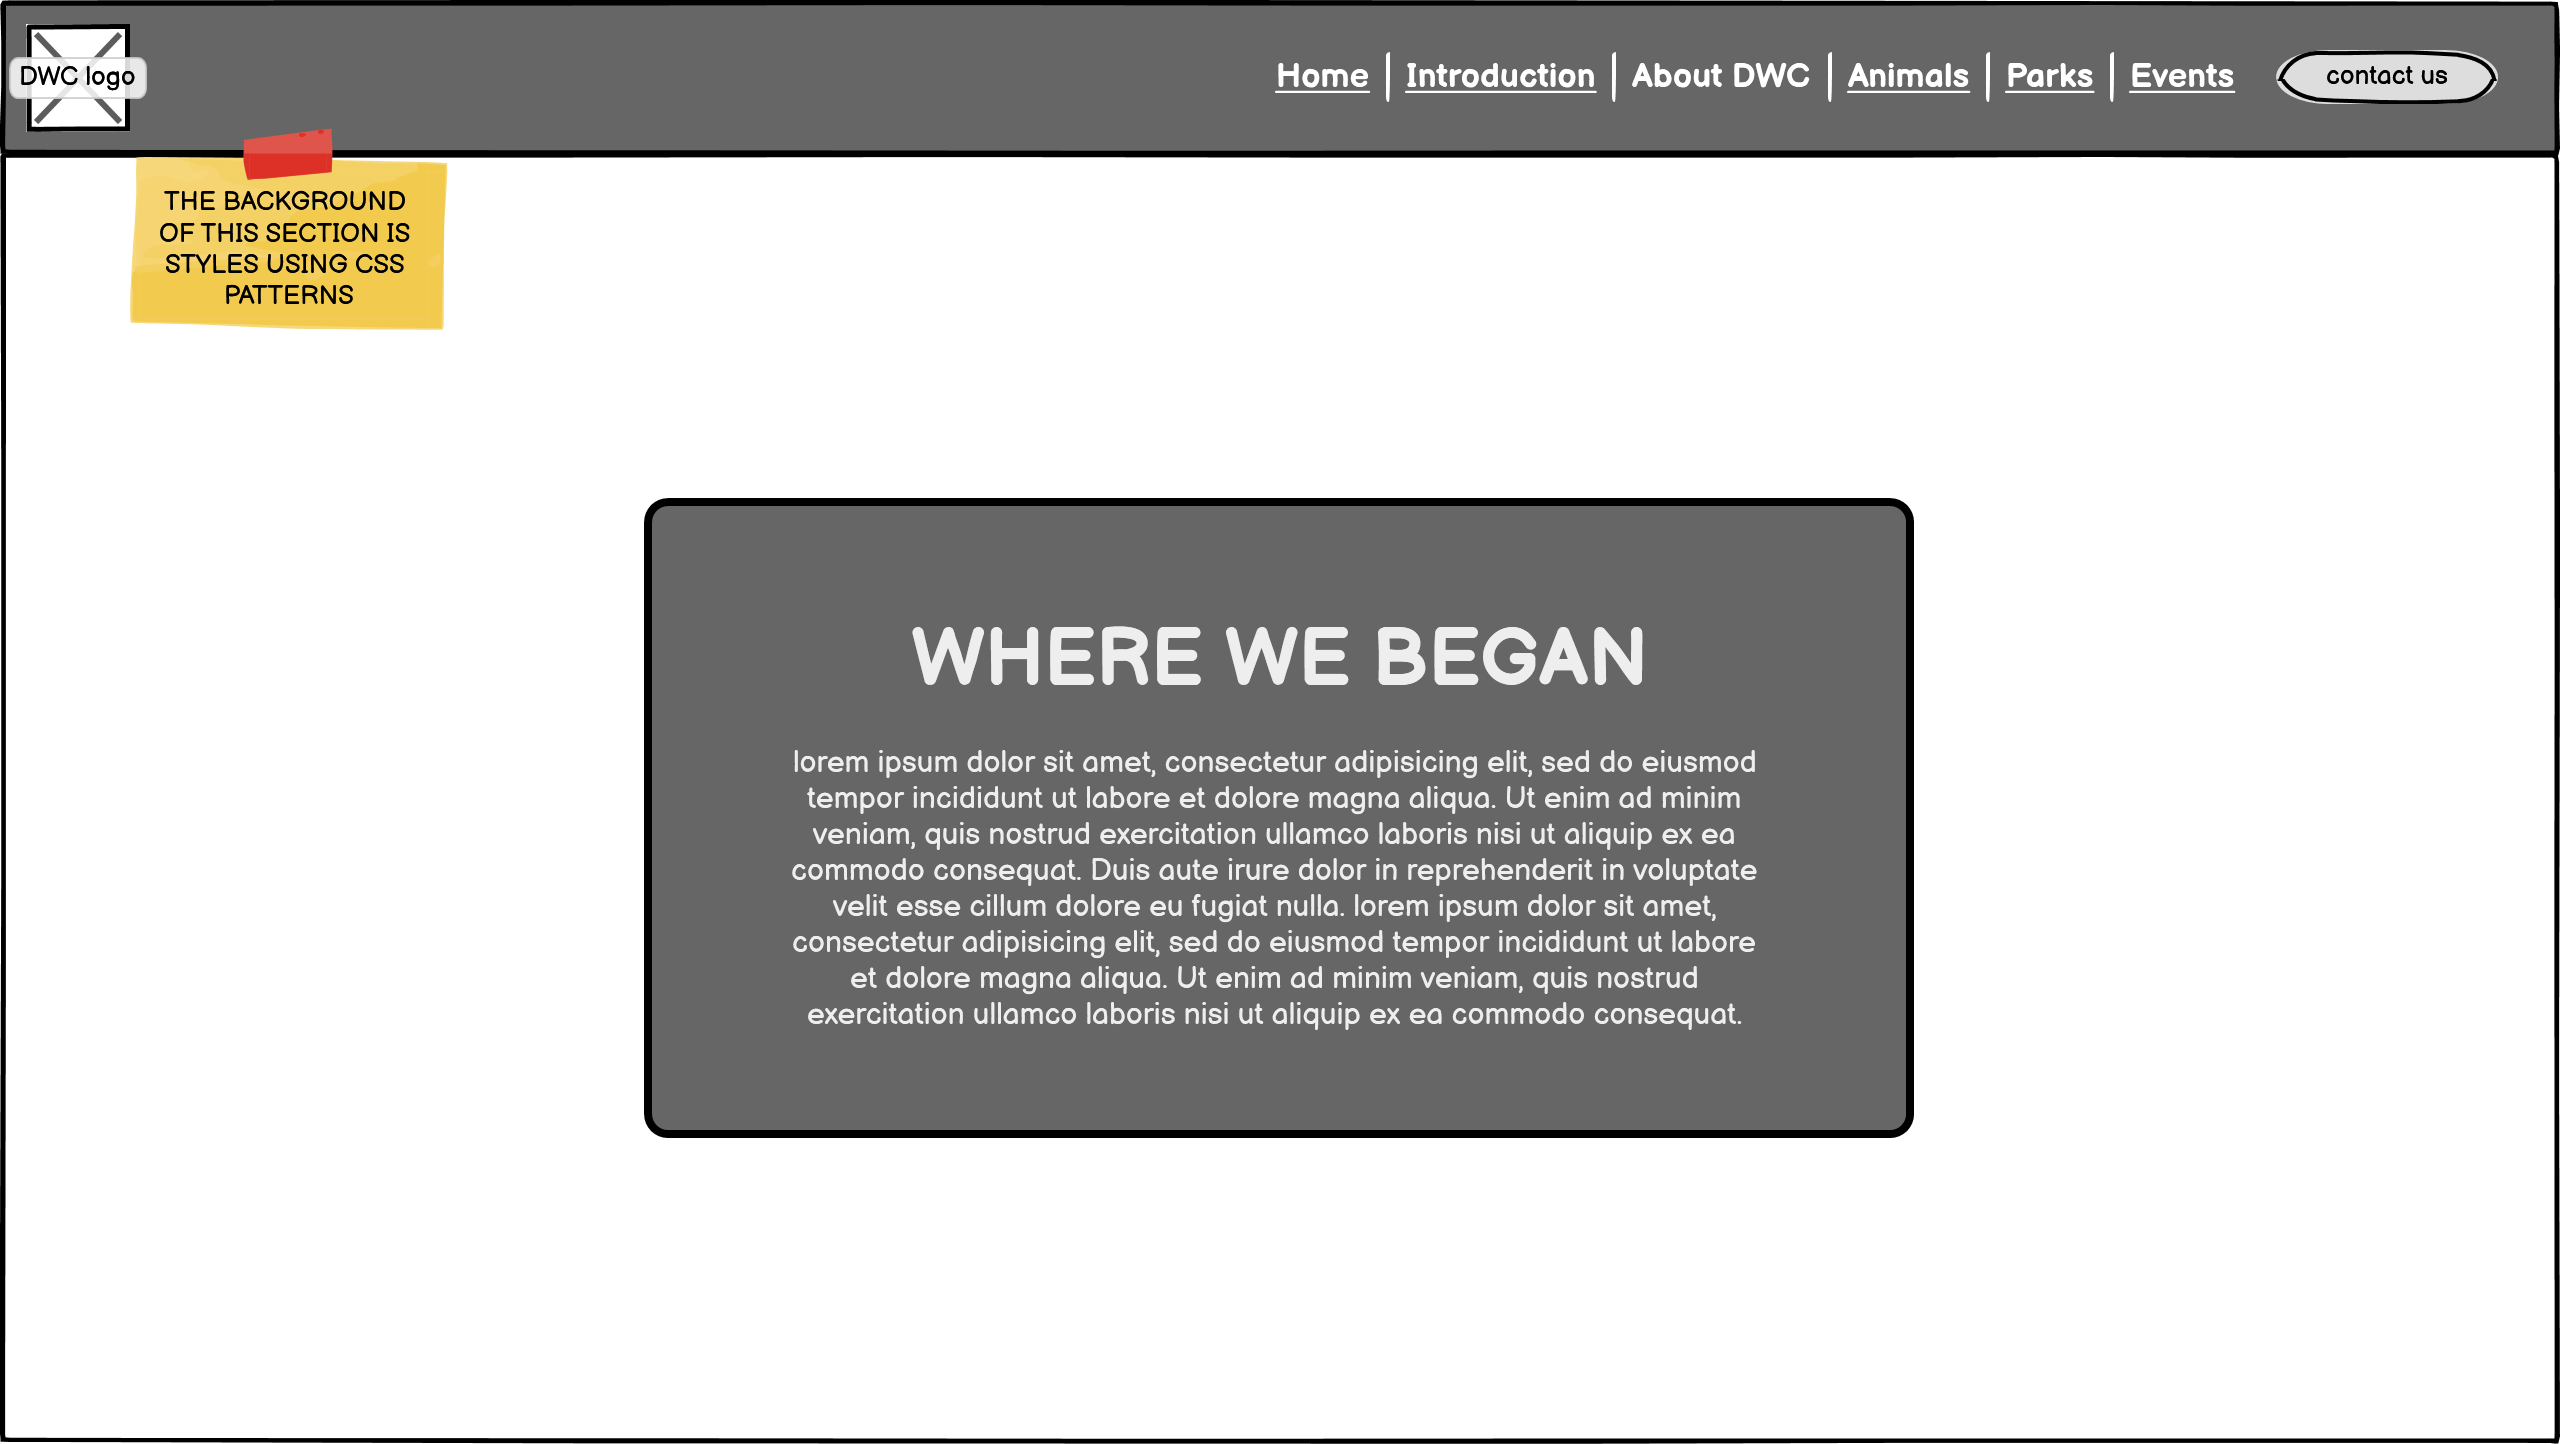 DWC logo
Home Introduction About DWC Animals Parks Events contact us
THE BACKGROUND
OF THIS SECTION IS
STYLES USING CSS
PATTERNS
WHERE WE BEGAN
lorem ipsum dolor sit amet, consectetur adipisicing elit, sed do eiusmod
tempor incididunt ut labore et dolore magna aliqua. Ut enim ad minim
veniam, quis nostrud exercitation ullamco laboris nisi ut aliquip ex ea
commodo consequat. Duis aute irure dolor in reprehenderit in voluptate
velit esse cillum dolore eu fugiat nulla. lorem ipsum dolor sit amet,
consectetur adipisicing elit, sed do eiusmod tempor incididunt ut labore
et dolore magna aliqua. Ut enim ad minim veniam, quis nostrud
exercitation ullamco laboris nisi ut aliquip ex ea commodo consequat.